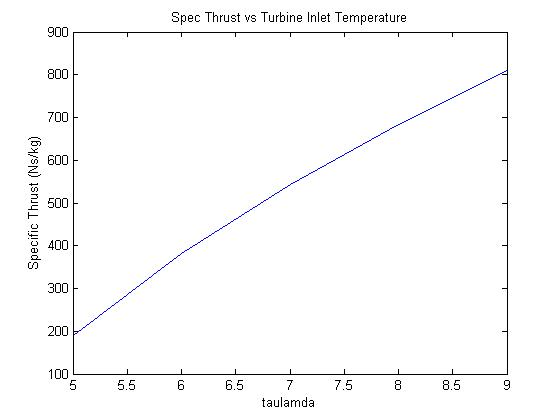 Spec Thrust vs Turbine Inlet Temperature
900
800
700
600
500
400
300
200
100
Specific Thrust (Ns/kg)
5 5.5 6 6.5 7 7.5 8 8.5 9
taulamda